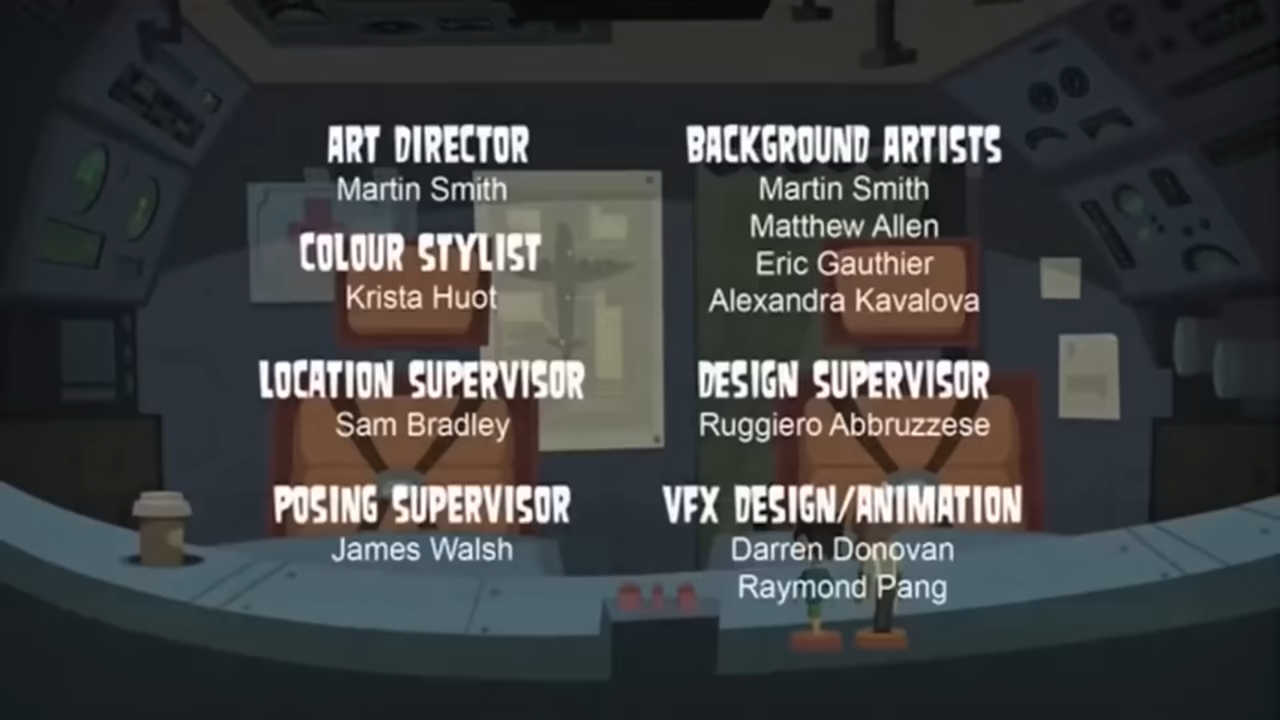 ART DIRECTOR
Martin Smith
COLOUR STYLIST
Krista Huot
LOCATION SUPERVISOR
Sam Bradley
POSING SUPERVISOR
James Walsh
BACKGROUND ARTISTS
Martin Smith
Matthew Allen
Eric Gauthier
Alexandra Kavalova
DESIGN SUPERVISOR
Ruggiero Abbruzzese
VFX DESIGN/ANIMATION
Darren Donovan
Raymond Pang